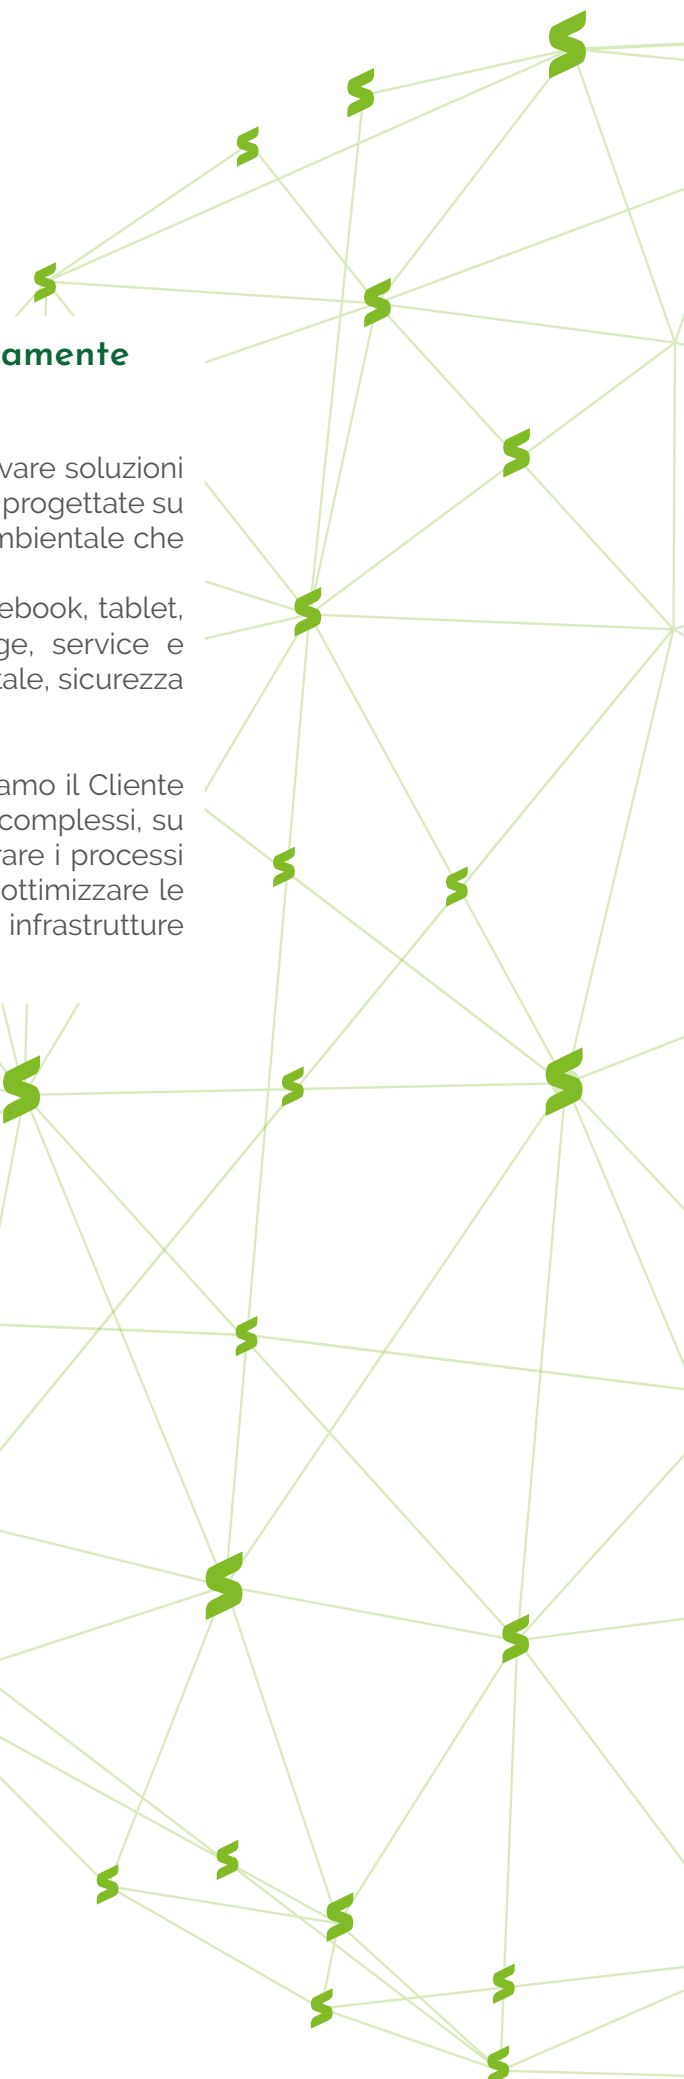 amente
vare soluzioni
progettate su
mbientale che
ebook, tablet,
ge, service e
tale, sicurezza
amo il Cliente
complessi, su
rare i processi
ottimizzare le
infrastrutture